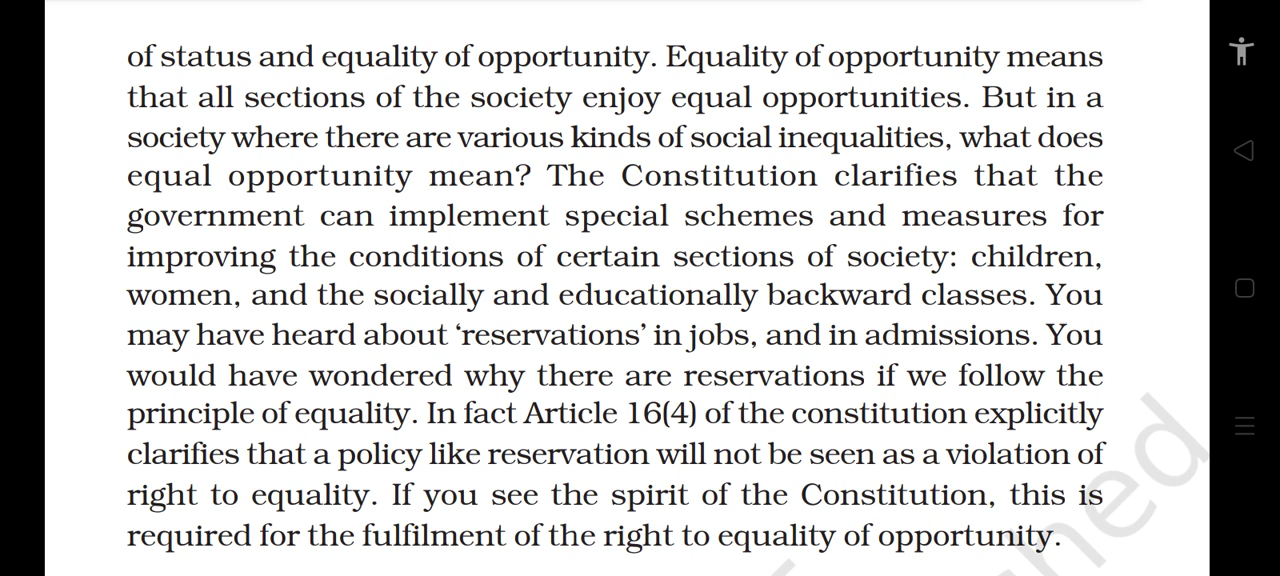 of status and equality of opportunity. Equality of opportunity means
that all sections of the society enjoy equal opportunities. But in a
society where there are various kinds of social inequalities, what does
equal opportunity mean? The Constitution clarifies that the
government can implement special schemes and measures for
improving the conditions of certain sections of society: children,
women, and the socially and educationally backward classes. You
may have heard about ‘reservations’ in jobs, and in admissions. You
would have wondered why there are reservations if we follow the
principle of equality. In fact Article 16(4) of the constitution explicitly
clarifies that a policy like reservation will not be seen as a violation of
right to equality. If you see the spirit of the Constitution, this is
required for the fulfilment of the right to equality of opportunity.